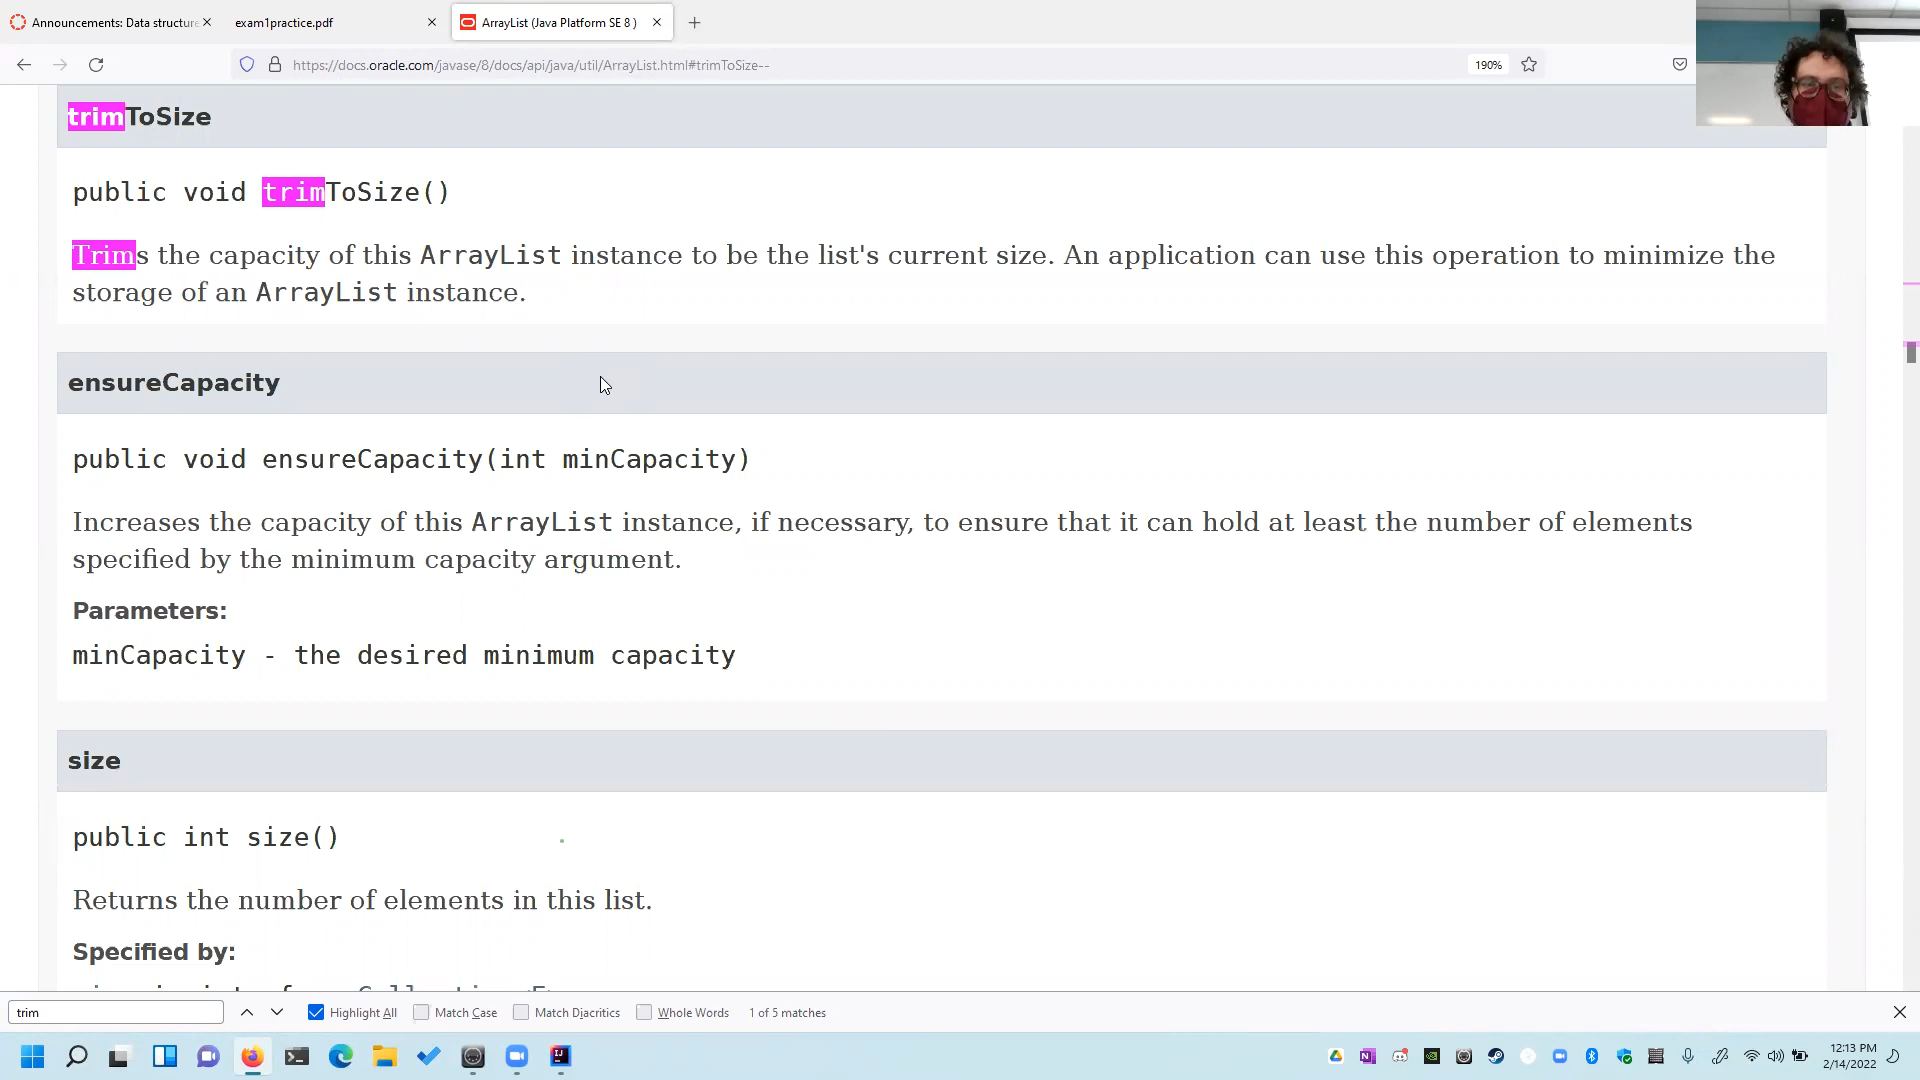 Announcements: Data structure
exam1practice.pdf
ArrayList (Java Platform SE 8 )
https://docs.oracle.com/javase/8/docs/api/java/util/ArrayList.html#trimToSize--
190%
trimToSize
public void trimToSize()
Trims the capacity of this ArrayList instance to be the list's current size. An application can use this operation to minimize the
storage of an ArrayList instance.
ensureCapacity
public void ensureCapacity(int minCapacity)
Increases the capacity of this ArrayList instance, if necessary, to ensure that it can hold at least the number of elements
specified by the minimum capacity argument.
Parameters:
minCapacity - the desired minimum capacity
size
public int size()
Returns the number of elements in this list.
Specified by:
trim
Highlight All
Match Case
Match Diacritics
Whole Words
1 of 5 matches
12:13 PM
2/14/2022